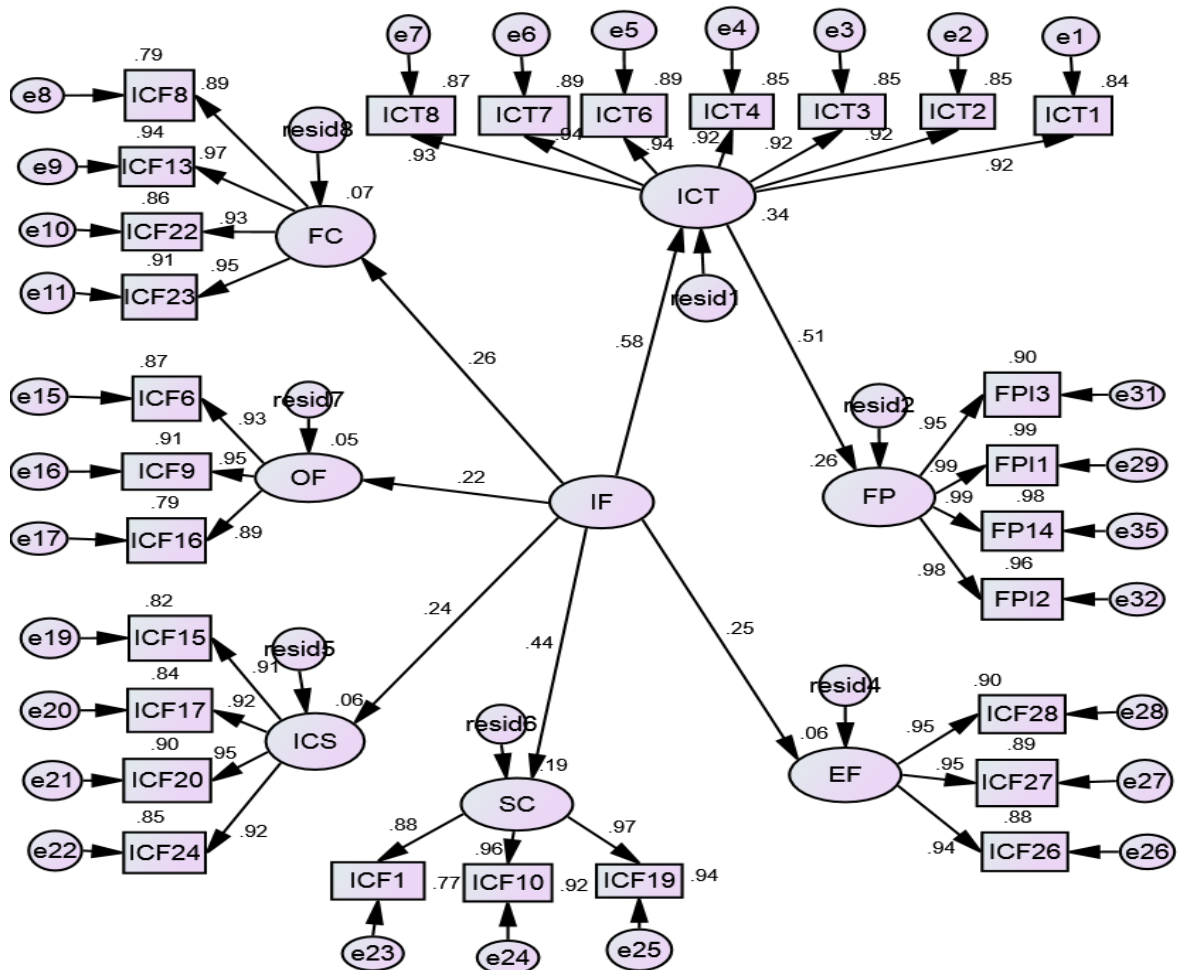 e7 e6 e5 e4 e3 e2 e1
.87 .89 .89 .85 .85 .85 .84
ICT8 ICT7 ICT6 ICT4 ICT3 ICT2 ICT1
.93 .94 .94 .92 .92 .92 .92
ICT
.34
resid1
.79
e8 ICF8 .89
.94
e9 ICF13 .97
.86
e10 ICF22 .93
.91
e11 ICF23 .95
resid8
.07
FC
.26
.58
.51
.87
e15 ICF6 .93
.91
e16 ICF9 .95
.79
e17 ICF16 .89
resid7
.05
OF
.22
IF
resid2
.26
FP
.90
.95 FPI3 e31
.99
.99 FPI1 e29
.98
.99 FP14 e35
.96
.98 FPI2 e32
.24
.44
.25
.82
e19 ICF15 .91
.84
e20 ICF17 .92
.90
e21 ICF20 .95
.85
e22 ICF24 .92
resid5
.06
ICS
resid6
.19
SC
.88 .96 .97
ICF1 .77 ICF10 .92 ICF19 .94
e23 e24 e25
resid4
.06
EF
.90
.95 ICF28 e28
.89
.95 ICF27 e27
.88
.94 ICF26 e26